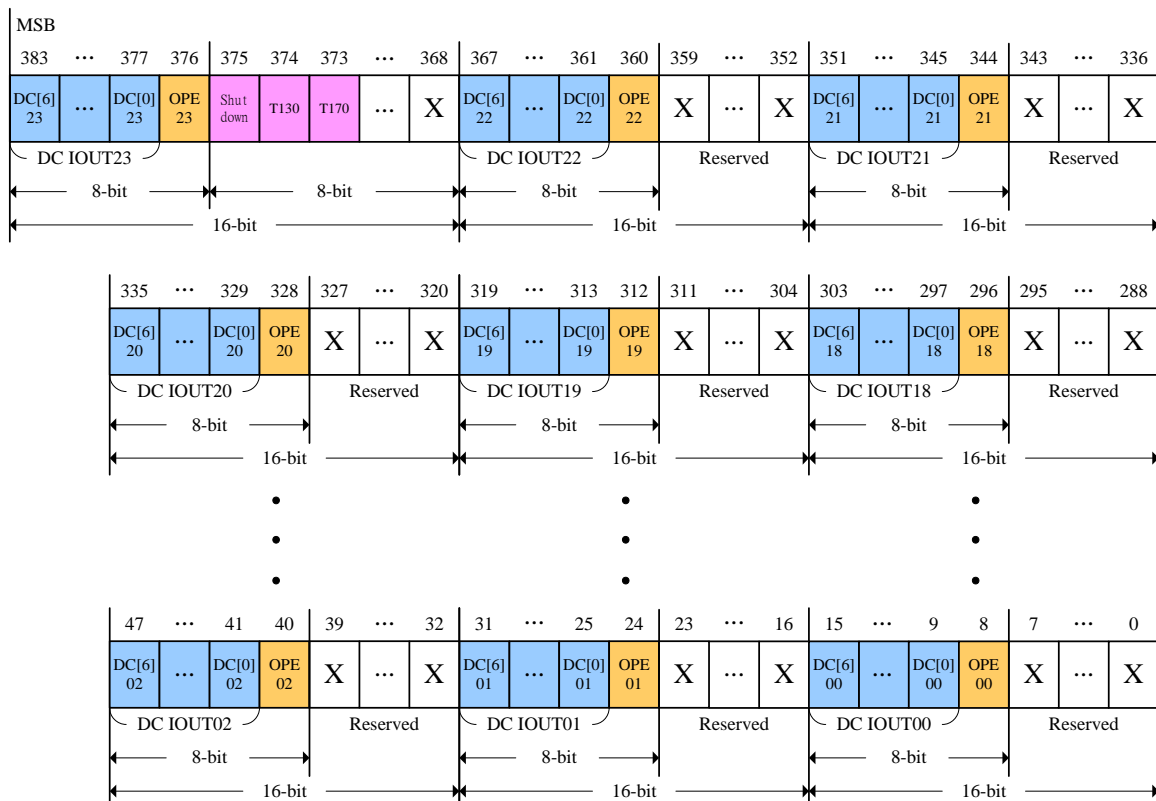 MSB
383 ... 377 376 375 374 373 ... 368 367 ... 361 360 359 ... 352 351 ... 345 344 343 ... 336
DC[6] 23 ... DC[0] 23 OPE 23 Shut down T130 T170 ... X DC[6] 22 ... DC[0] 22 OPE 22 X ... X DC[6] 21 ... DC[0] 21 OPE 21 X ... X
DC IOUT23 DC IOUT22 Reserved DC IOUT21 Reserved
8-bit 8-bit 8-bit 8-bit
16-bit 16-bit 16-bit
335 ... 329 328 327 ... 320 319 ... 313 312 311 ... 304 303 ... 297 296 295 ... 288
DC[6] 20 ... DC[0] 20 OPE 20 X ... X DC[6] 19 ... DC[0] 19 OPE 19 X ... X DC[6] 18 ... DC[0] 18 OPE 18 X ... X
DC IOUT20 Reserved DC IOUT19 Reserved DC IOUT18 Reserved
8-bit 8-bit 8-bit
16-bit 16-bit 16-bit
47 ... 41 40 39 ... 32 31 ... 25 24 23 ... 16 15 ... 9 8 7 ... 0
DC[6] 02 ... DC[0] 02 OPE 02 X ... X DC[6] 01 ... DC[0] 01 OPE 01 X ... X DC[6] 00 ... DC[0] 00 OPE 00 X ... X
DC IOUT02 Reserved DC IOUT01 Reserved DC IOUT00 Reserved
8-bit 8-bit 8-bit
16-bit 16-bit 16-bit